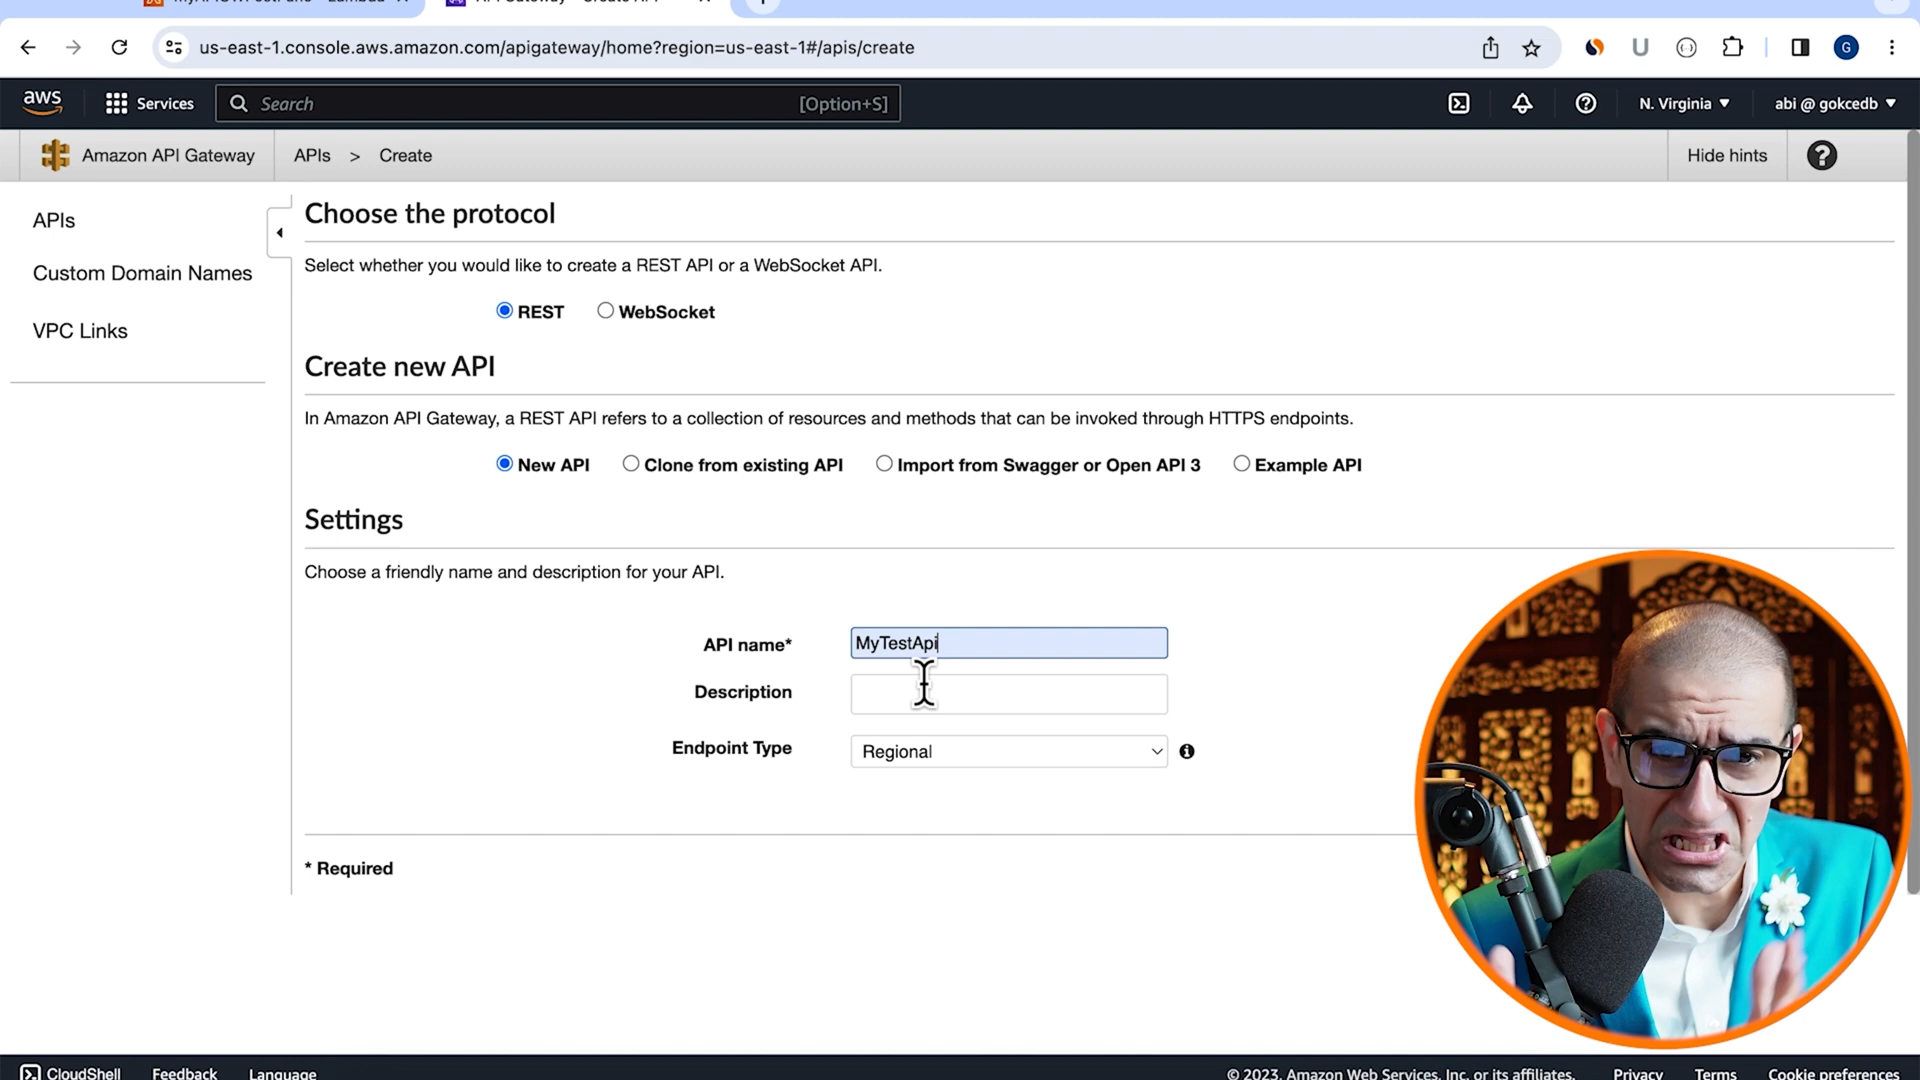 us-east-1.console.aws.amazon.com/apigateway/home?region=us-east-1#/apis/create
G
aws
Services
Search
[Option+S]
N. Virginia
abi @ gokcedb
Amazon API Gateway
APIs > Create
Hide hints
APIs
Custom Domain Names
VPC Links
Choose the protocol
Select whether you would like to create a REST API or a WebSocket API.
REST
WebSocket
Create new API
In Amazon API Gateway, a REST API refers to a collection of resources and methods that can be invoked through HTTPS endpoints.
New API
Clone from existing API
Import from Swagger or Open API 3
Example API
Settings
Choose a friendly name and description for your API.
API name*
MyTestApi
Description
Endpoint Type
Regional
* Required
CloudShell
Feedback
Language
© 2023, Amazon Web Services, Inc. or its affiliates.
Privacy
Terms
Cookie preferences